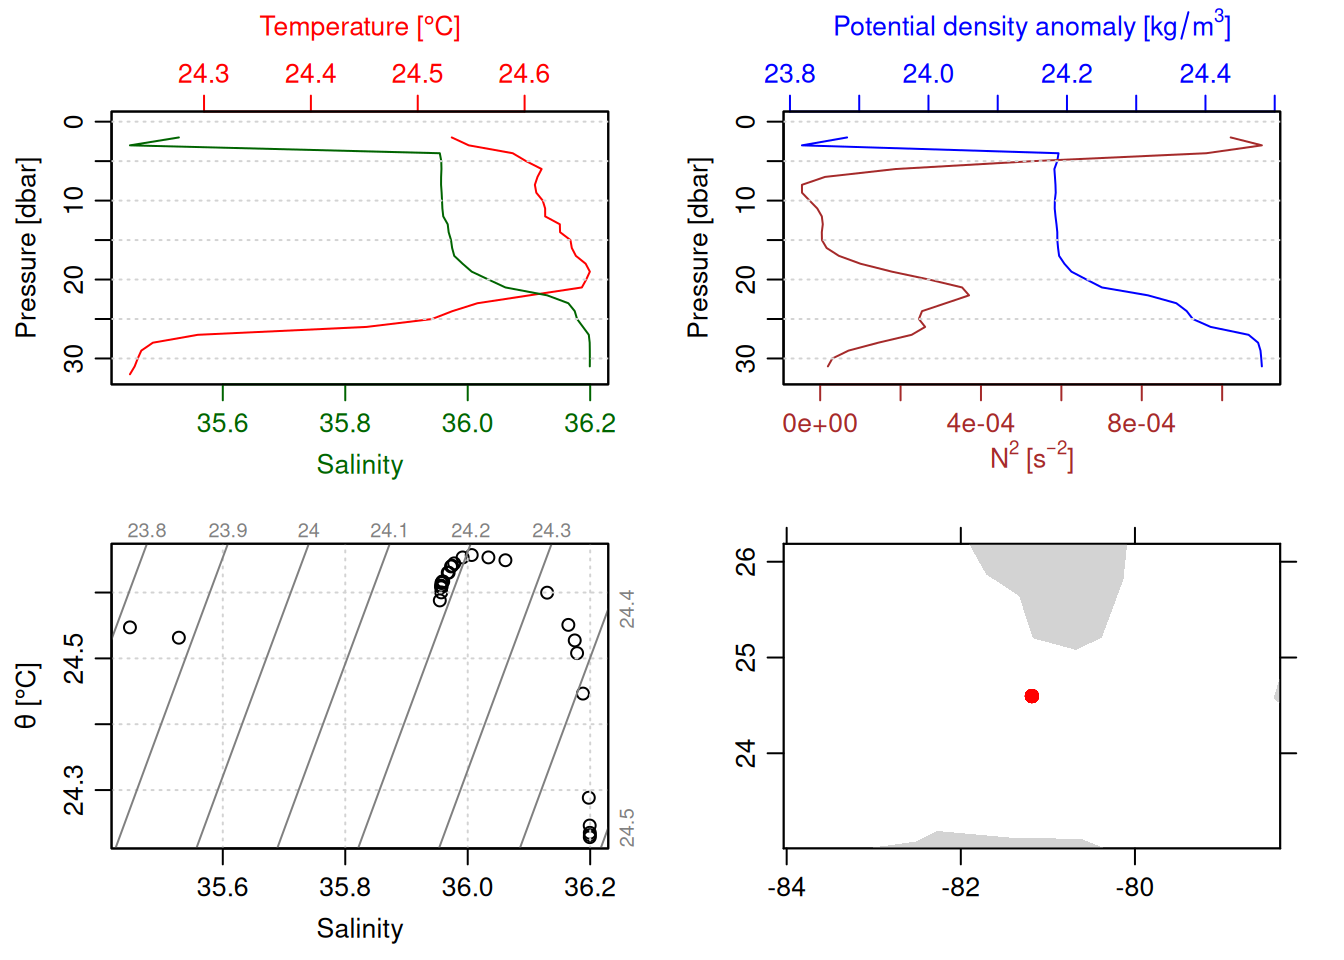 Temperature [°C]
24.3 24.4 24.5 24.6
Pressure [dbar]
0 10 20 30
35.6 35.8 36.0 36.2
Salinity
Potential density anomaly [kg/m³]
23.8 24.0 24.2 24.4
Pressure [dbar]
0 10 20 30
0e+00 4e-04 8e-04
N² [s⁻²]
23.8 23.9 24 24.1 24.2 24.3
24.4
24.5
θ [°C]
24.5
24.3
35.6 35.8 36.0 36.2
Salinity
26
25
24
-84 -82 -80